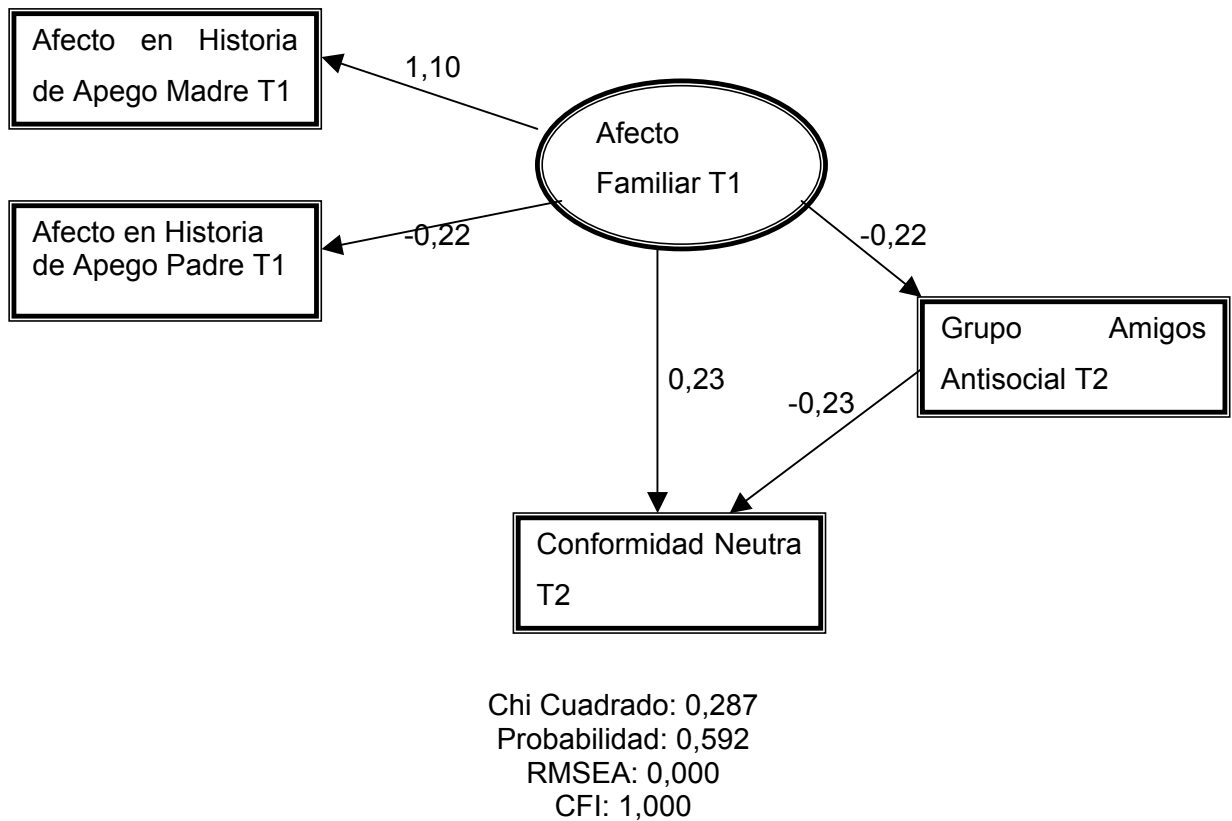 Afecto en Historia
de Apego Madre T1
1,10
Afecto
Familiar T1
Afecto en Historia
de Apego Padre T1
-0,22
-0,22
Grupo Amigos
Antisocial T2
0,23
-0,23
Conformidad Neutra
T2
Chi Cuadrado: 0,287
Probabilidad: 0,592
RMSEA: 0,000
CFI: 1,000